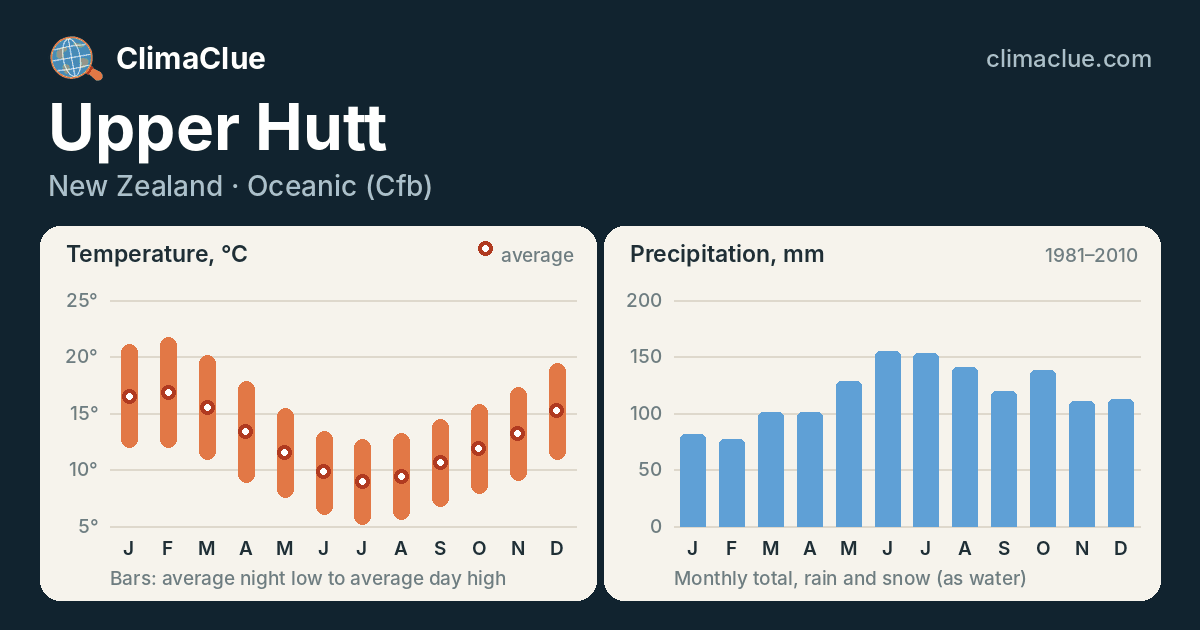 ClimaClue
climaclue.com
Upper Hutt
New Zealand · Oceanic (Cfb)
Temperature, °C
average
25°
20°
15°
10°
5°
J F M A M J J A S O N D
Bars: average night low to average day high
Precipitation, mm
1981–2010
200
150
100
50
0
J F M A M J J A S O N D
Monthly total, rain and snow (as water)